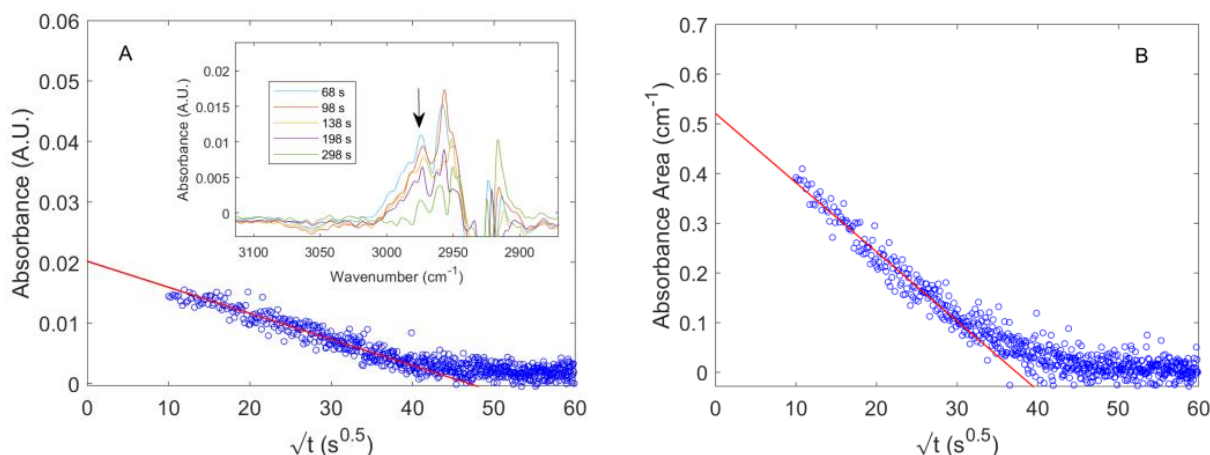 A
0.06
0.05
0.04
0.03
0.02
0.01
0
Absorbance (A.U.)
0 10 20 30 40 50 60
√t (s^0.5)
0.02
0.015
0.01
0.005
0
Absorbance (A.U.)
68 s
98 s
138 s
198 s
298 s
3100 3050 3000 2950 2900
Wavenumber (cm^-1)
B
0.7
0.6
0.5
0.4
0.3
0.2
0.1
0
Absorbance Area (cm^-1)
0 10 20 30 40 50 60
√t (s^0.5)